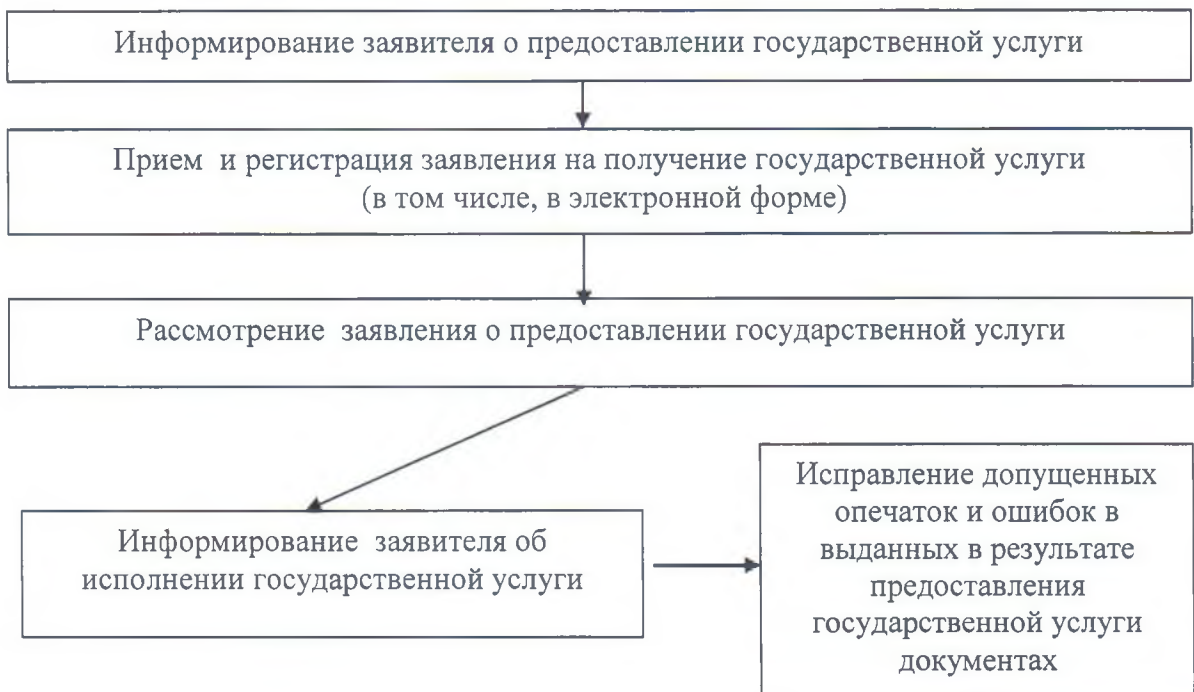 Информирование заявителя о предоставлении государственной услуги
Прием и регистрация заявления на получение государственной услуги
(в том числе, в электронной форме)
Рассмотрение заявления о предоставлении государственной услуги
Информирование заявителя об
исполнении государственной услуги
Исправление допущенных
опечаток и ошибок в
выданных в результате
предоставления
государственной услуги
документах